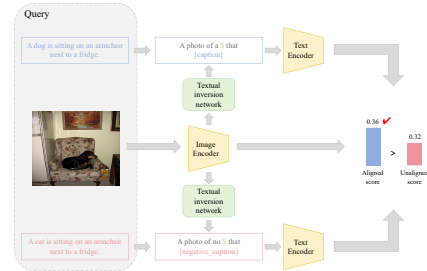 Query
A dog is sitting on an armchair
next to a fridge.
A photo of a S that
{caption}
Text
Encoder
Textual
inversion
network
Image
Encoder
0.36
0.32
>
Aligned
score
Unaligned
score
Textual
inversion
network
A cat is sitting on an armchair
next to a fridge.
A photo of no S that
{negative_caption}
Text
Encoder